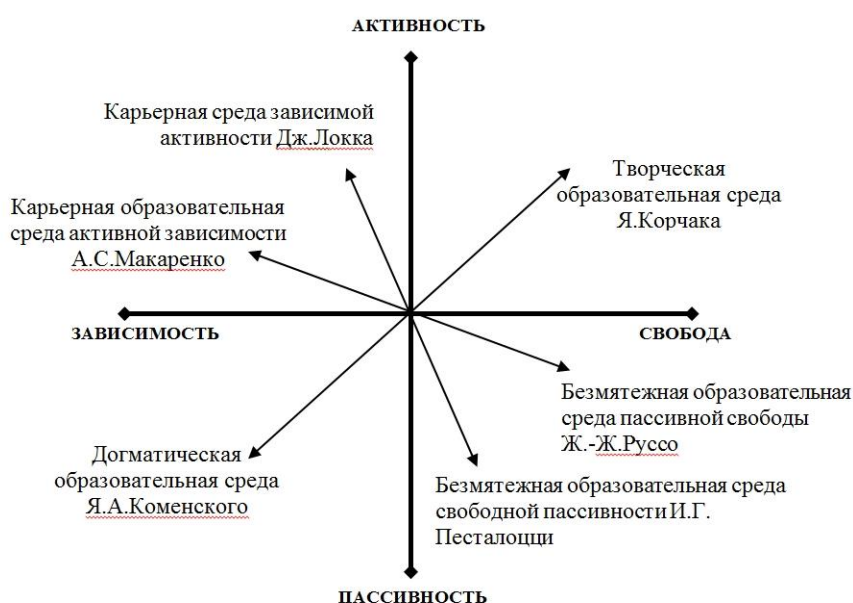 АКТИВНОСТЬ
Карьерная среда зависимой
активности Дж.Локка
Творческая
образовательная среда
Я.Корчака
Карьерная образовательная
среда активной зависимости
А.С.Макаренко
ЗАВИСИМОСТЬ
СВОБОДА
Безмятежная образовательная
среда пассивной свободы
Ж.-Ж.Руссо
Догматическая
образовательная среда
Я.А.Коменского
Безмятежная образовательная среда
свободной пассивности И.Г.
Песталоцци
ПАССИВНОСТЬ